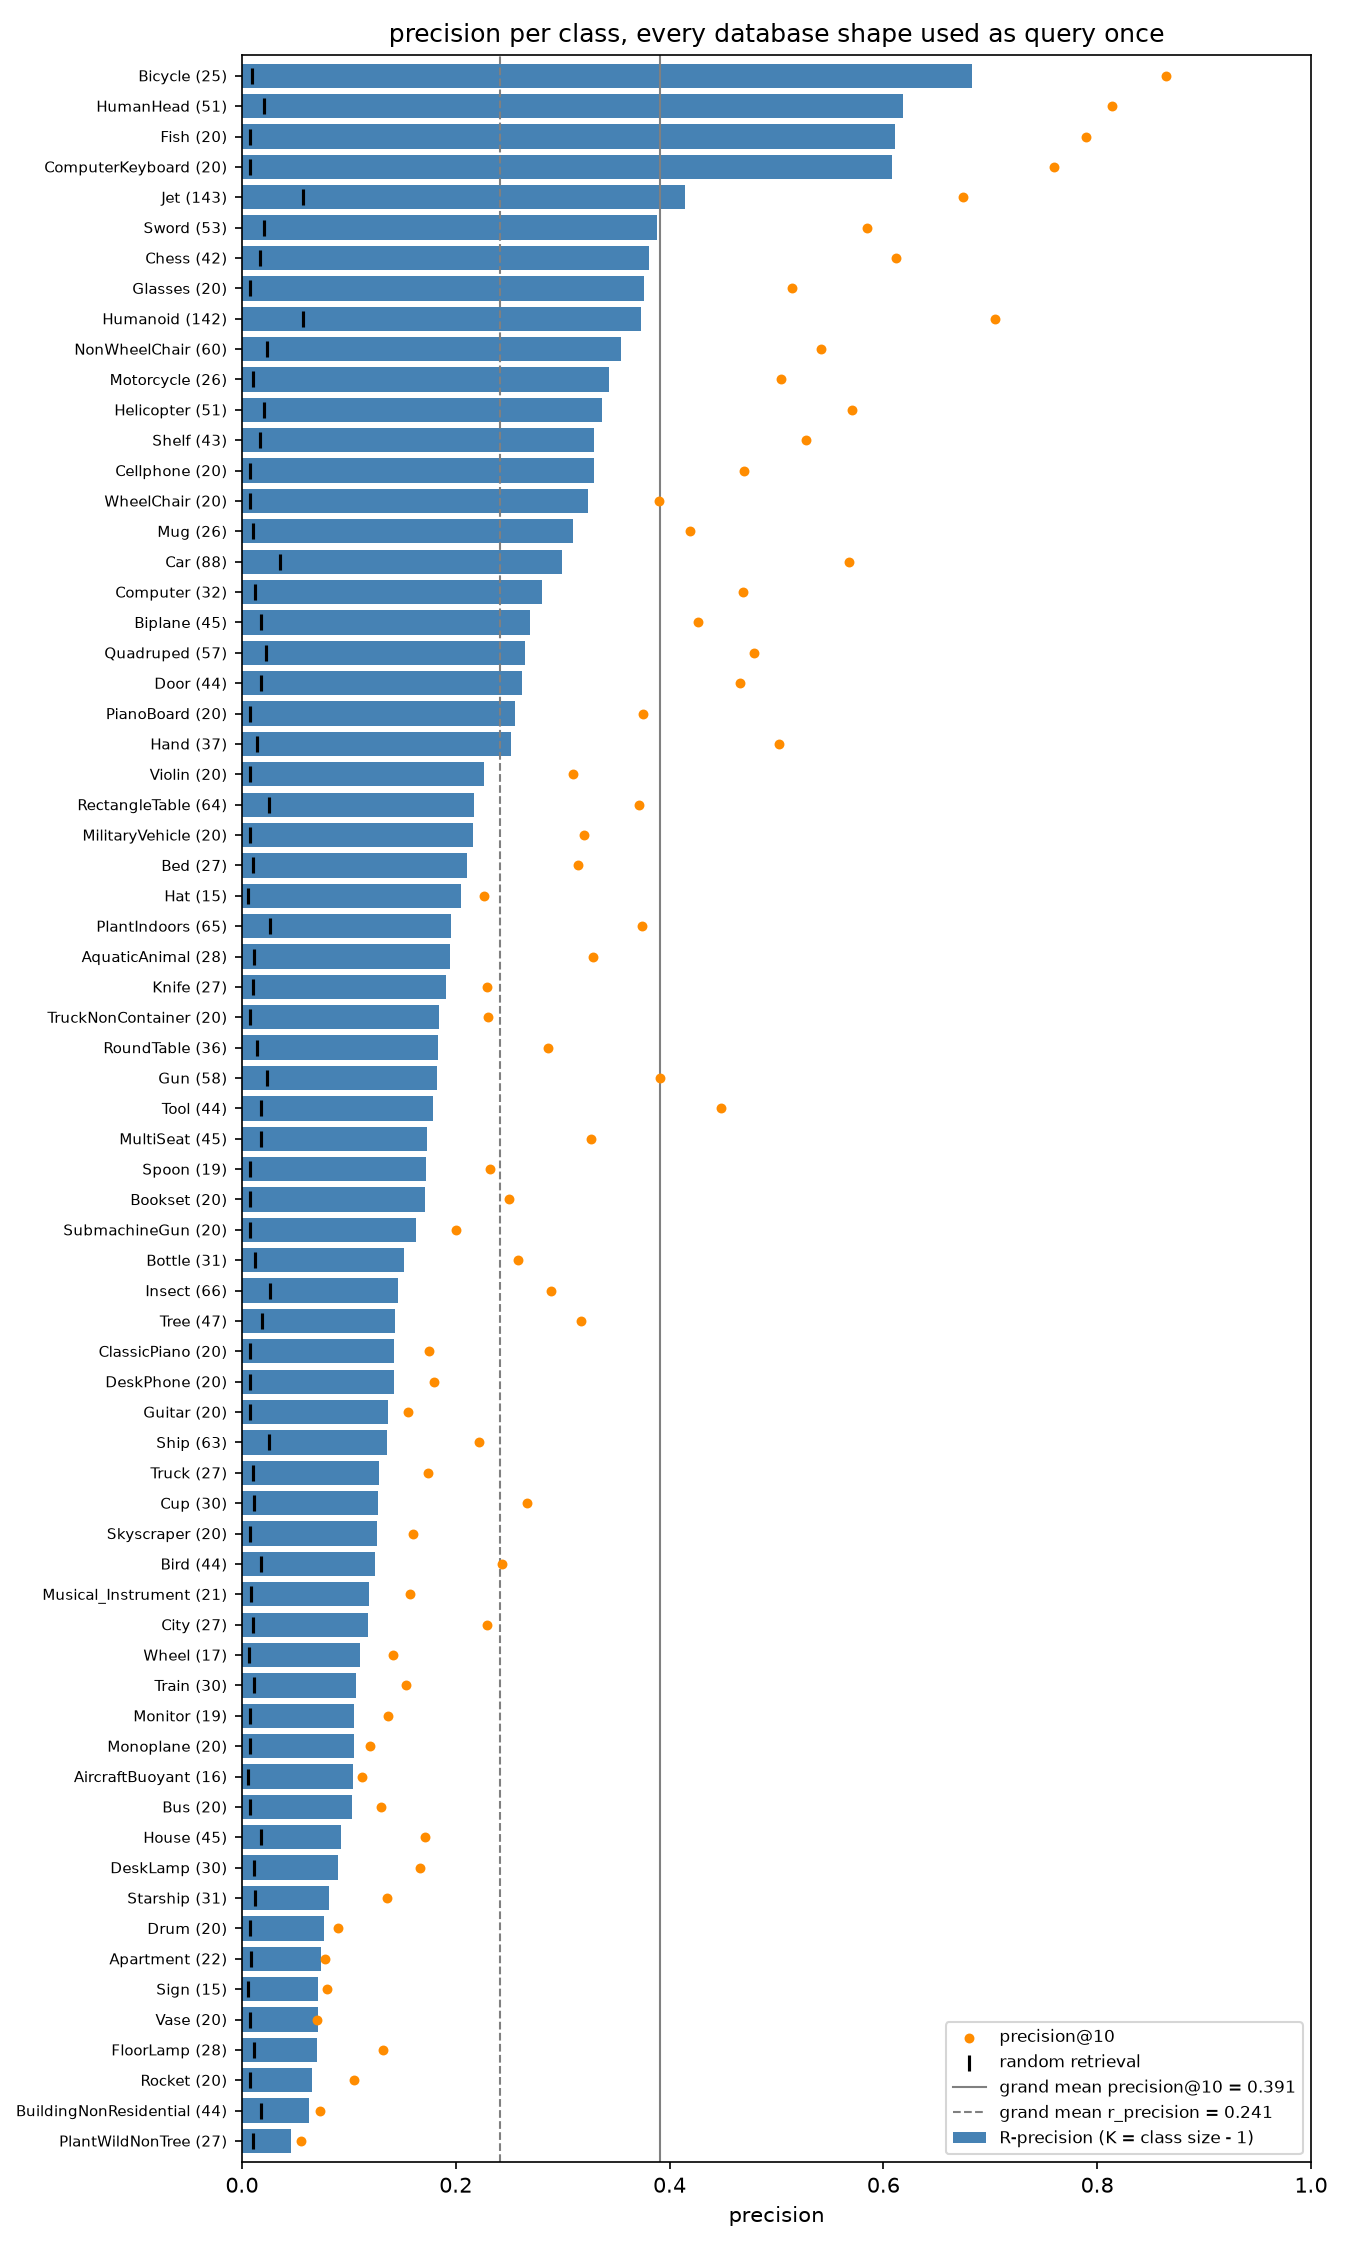 precision per class, every database shape used as query once
Bicycle (25)
HumanHead (51)
Fish (20)
ComputerKeyboard (20)
Jet (143)
Sword (53)
Chess (42)
Glasses (20)
Humanoid (142)
NonWheelChair (60)
Motorcycle (26)
Helicopter (51)
Shelf (43)
Cellphone (20)
WheelChair (20)
Mug (26)
Car (88)
Computer (32)
Biplane (45)
Quadruped (57)
Door (44)
PianoBoard (20)
Hand (37)
Violin (20)
RectangleTable (64)
MilitaryVehicle (20)
Bed (27)
Hat (15)
PlantIndoors (65)
AquaticAnimal (28)
Knife (27)
TruckNonContainer (20)
RoundTable (36)
Gun (58)
Tool (44)
MultiSeat (45)
Spoon (19)
Bookset (20)
SubmachineGun (20)
Bottle (31)
Insect (66)
Tree (47)
ClassicPiano (20)
DeskPhone (20)
Guitar (20)
Ship (63)
Truck (27)
Cup (30)
Skyscraper (20)
Bird (44)
Musical_Instrument (21)
City (27)
Wheel (17)
Train (30)
Monitor (19)
Monoplane (20)
AircraftBuoyant (16)
Bus (20)
House (45)
DeskLamp (30)
Starship (31)
Drum (20)
Apartment (22)
Sign (15)
Vase (20)
FloorLamp (28)
Rocket (20)
BuildingNonResidential (44)
PlantWildNonTree (27)
precision@10
random retrieval
grand mean precision@10 = 0.391
grand mean r_precision = 0.241
R-precision (K = class size - 1)
0.0 0.2 0.4 0.6 0.8 1.0
precision